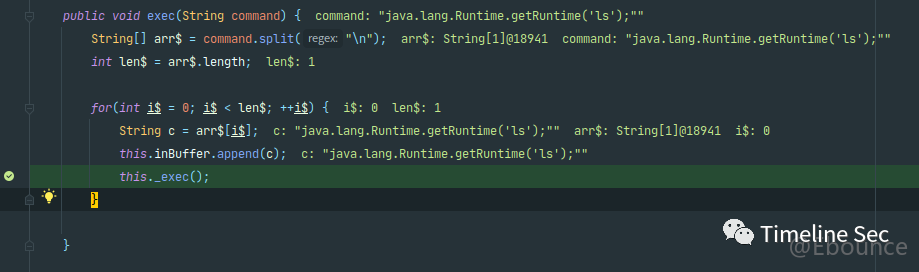 public void exec(String command) {  command: "java.lang.Runtime.getRuntime('ls');""
String[] arr$ = command.split( regex: "\n");  arr$: String[1]@18941  command: "java.lang.Runtime.getRuntime('ls');""
int len$ = arr$.length;  len$: 1
for(int i$ = 0; i$ < len$; ++i$) {  i$: 0  len$: 1
String c = arr$[i$];  c: "java.lang.Runtime.getRuntime('ls');""  arr$: String[1]@18941  i$: 0
this.inBuffer.append(c);  c: "java.lang.Runtime.getRuntime('ls');""
this._exec();
}
}
Timeline Sec
@Ebounce